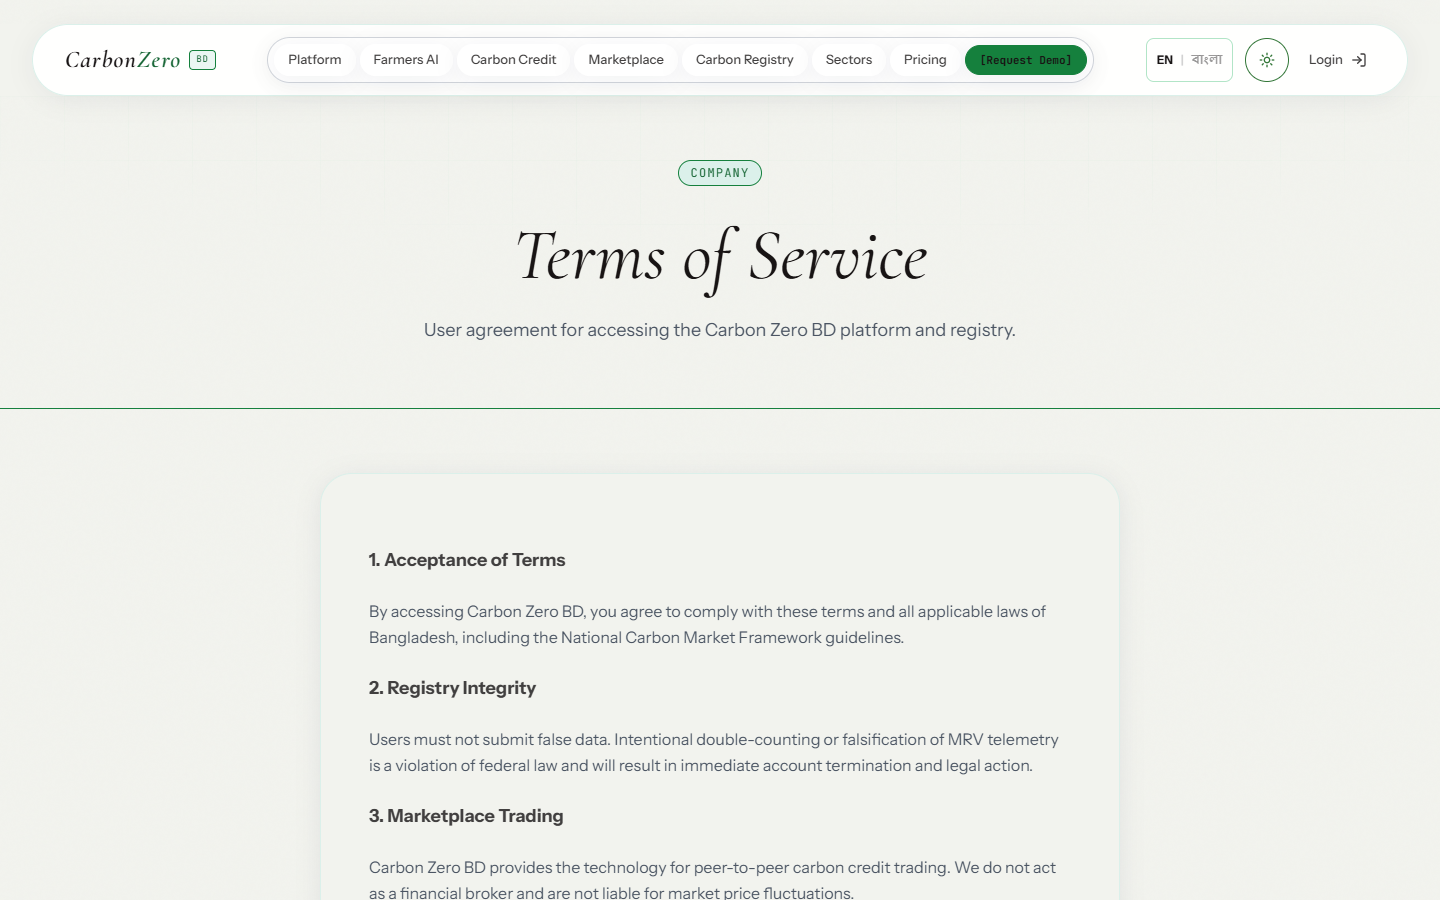 CarbonZero BD
Platform
Farmers AI
Carbon Credit
Marketplace
Carbon Registry
Sectors
Pricing
[Request Demo]
EN | বাংলা
Login
COMPANY
Terms of Service
User agreement for accessing the Carbon Zero BD platform and registry.
1. Acceptance of Terms
By accessing Carbon Zero BD, you agree to comply with these terms and all applicable laws of
Bangladesh, including the National Carbon Market Framework guidelines.
2. Registry Integrity
Users must not submit false data. Intentional double-counting or falsification of MRV telemetry
is a violation of federal law and will result in immediate account termination and legal action.
3. Marketplace Trading
Carbon Zero BD provides the technology for peer-to-peer carbon credit trading. We do not act
as a financial broker and are not liable for market price fluctuations.